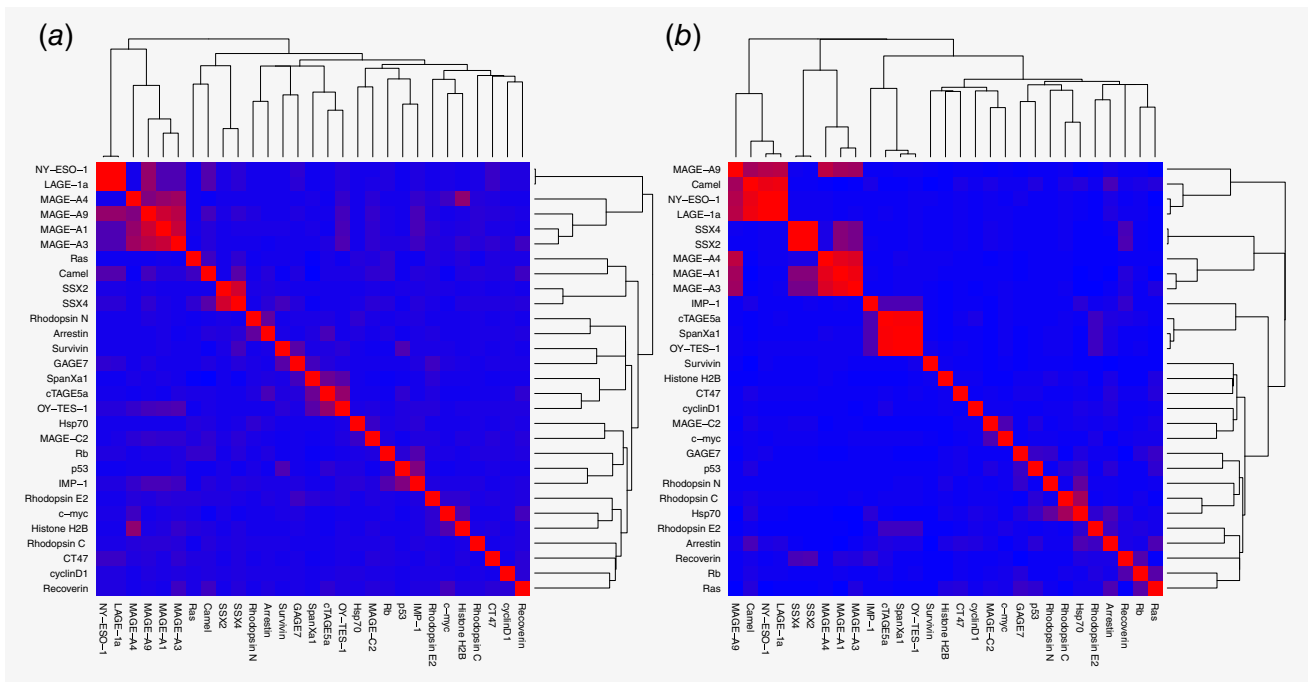 (a)
NY−ESO−1
LAGE−1a
MAGE−A4
MAGE−A9
MAGE−A1
MAGE−A3
Ras
Camel
SSX2
SSX4
Rhodopsin N
Arrestin
Survivin
GAGE7
SpanXa1
cTAGE5a
OY−TES−1
Hsp70
MAGE−C2
Rb
p53
IMP−1
Rhodopsin E2
c−myc
Histone H2B
Rhodopsin C
CT47
cyclinD1
Recoverin
NY−ESO−1
LAGE−1a
MAGE−A4
MAGE−A9
MAGE−A1
MAGE−A3
Ras
Camel
SSX2
SSX4
Rhodopsin N
Arrestin
Survivin
GAGE7
SpanXa1
cTAGE5a
OY−TES−1
Hsp70
MAGE−C2
Rb
p53
IMP−1
Rhodopsin E2
c−myc
Histone H2B
Rhodopsin C
CT47
cyclinD1
Recoverin
(b)
MAGE−A9
Camel
NY−ESO−1
LAGE−1a
SSX4
SSX2
MAGE−A4
MAGE−A1
MAGE−A3
IMP−1
cTAGE5a
SpanXa1
OY−TES−1
Survivin
Histone H2B
CT47
cyclinD1
MAGE−C2
c−myc
GAGE7
p53
Rhodopsin N
Rhodopsin C
Hsp70
Rhodopsin E2
Arrestin
Recoverin
Rb
Ras
MAGE−A9
Camel
NY−ESO−1
LAGE−1a
SSX4
SSX2
MAGE−A4
MAGE−A1
MAGE−A3
IMP−1
cTAGE5a
SpanXa1
OY−TES−1
Survivin
Histone H2B
CT47
cyclinD1
MAGE−C2
c−myc
GAGE7
p53
Rhodopsin N
Rhodopsin C
Hsp70
Rhodopsin E2
Arrestin
Recoverin
Rb
Ras